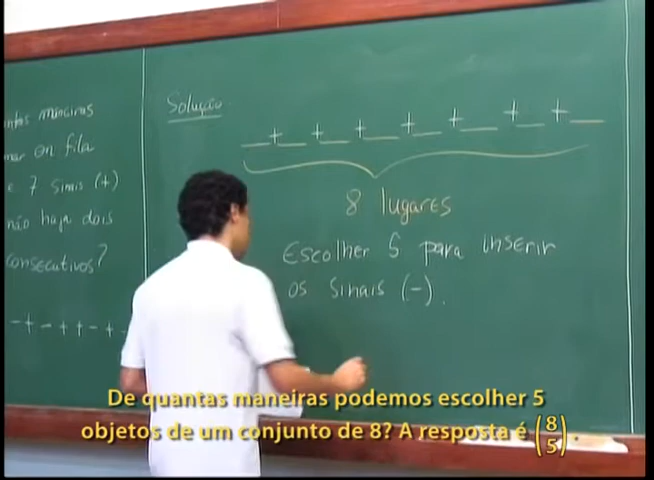 maneiras
em fila
e 7 sinais (+)
não haja dois
consecutivos?
- + - + + - +
Solução
_ + _ + _ + _ + _ + _ + _ + _
8 lugares
Escolher 5 para inserir
os sinais (-).
De quantas maneiras podemos escolher 5
objetos de um conjunto de 8? A resposta é (8 5)